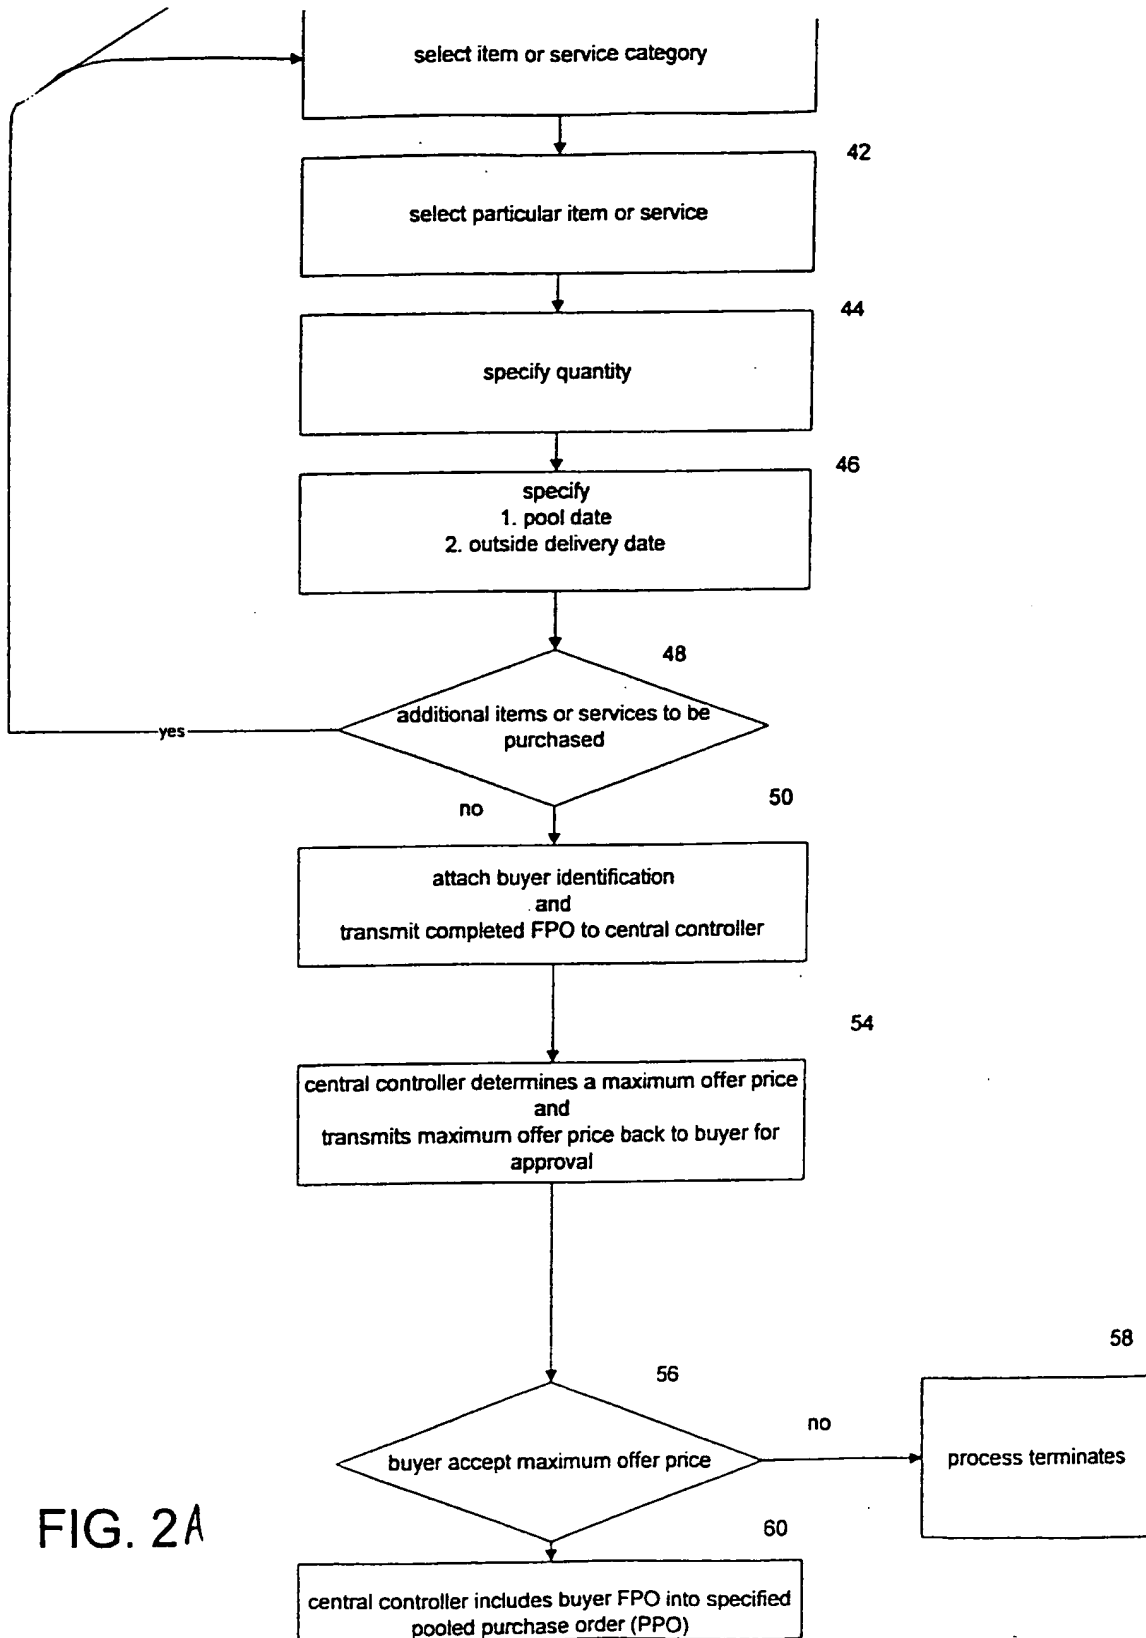 select item or service category
42
select particular item or service
44
specify quantity
46
specify
1. pool date
2. outside delivery date
48
additional items or services to be
purchased
yes
no
50
attach buyer identification
and
transmit completed FPO to central controller
54
central controller determines a maximum offer price
and
transmits maximum offer price back to buyer for
approval
56
58
buyer accept maximum offer price
no
process terminates
FIG. 2A
60
central controller includes buyer FPO into specified
pooled purchase order (PPO)